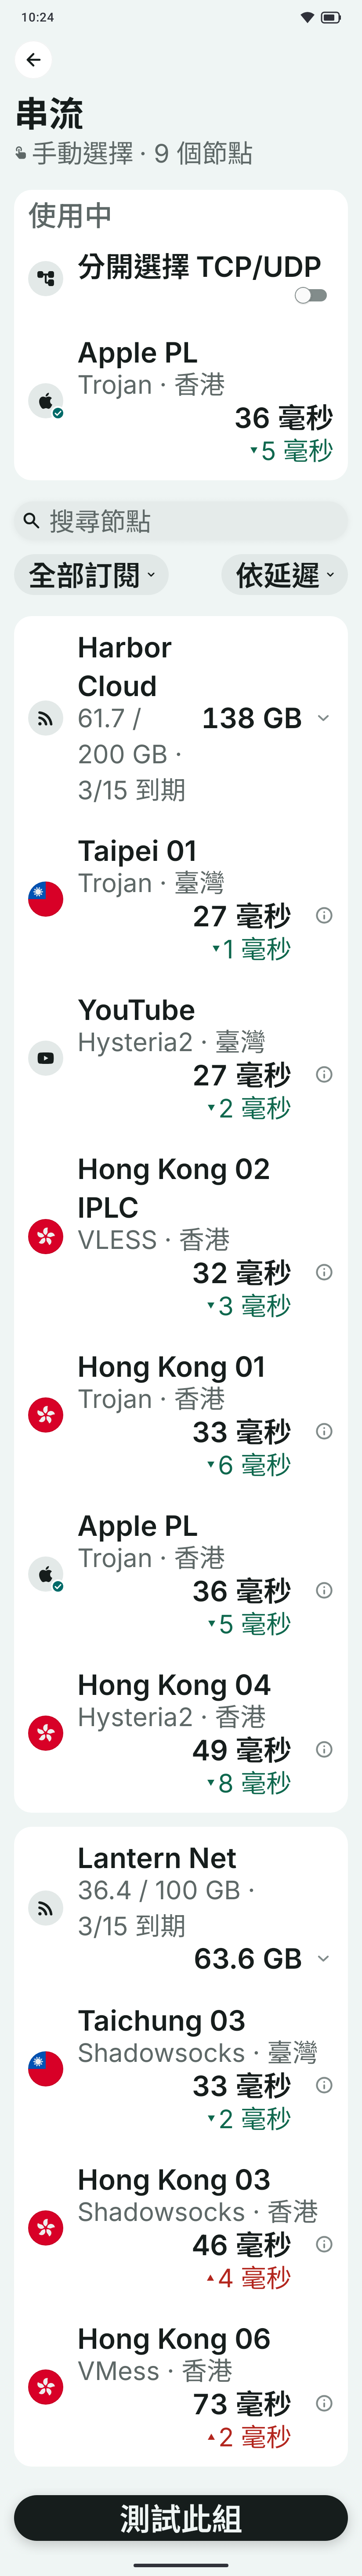 10:24
串流
手動選擇 · 9 個節點
使用中
分開選擇 TCP/UDP
Apple PL
Trojan · 香港
36 毫秒
▾5 毫秒
搜尋節點
全部訂閱
依延遲
Harbor
Cloud
61.7 /
200 GB ·
3/15 到期
138 GB
Taipei 01
Trojan · 臺灣
27 毫秒
▾1 毫秒
YouTube
Hysteria2 · 臺灣
27 毫秒
▾2 毫秒
Hong Kong 02
IPLC
VLESS · 香港
32 毫秒
▾3 毫秒
Hong Kong 01
Trojan · 香港
33 毫秒
▾6 毫秒
Apple PL
Trojan · 香港
36 毫秒
▾5 毫秒
Hong Kong 04
Hysteria2 · 香港
49 毫秒
▾8 毫秒
Lantern Net
36.4 / 100 GB ·
3/15 到期
63.6 GB
Taichung 03
Shadowsocks · 臺灣
33 毫秒
▾2 毫秒
Hong Kong 03
Shadowsocks · 香港
46 毫秒
▴4 毫秒
Hong Kong 06
VMess · 香港
73 毫秒
▴2 毫秒
測試此組